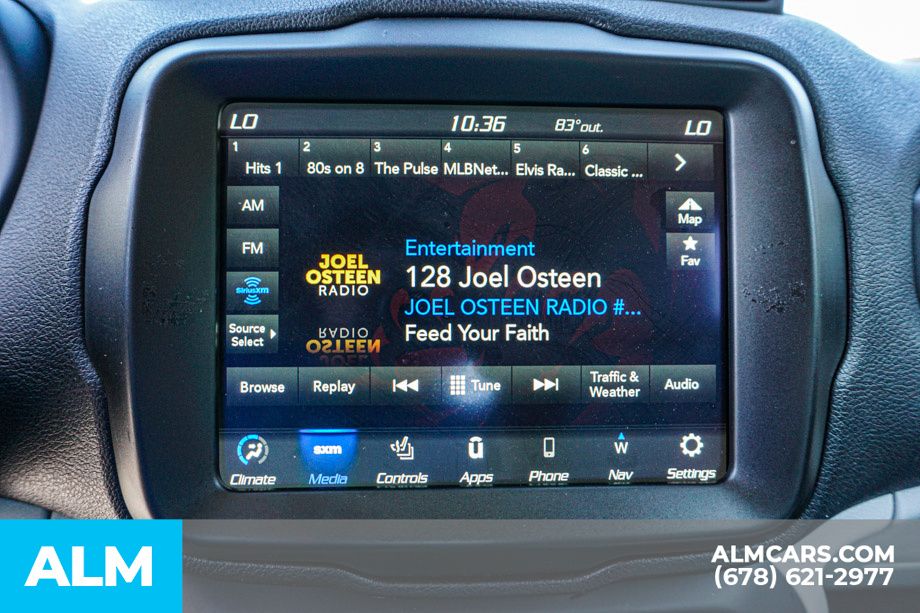 LO 10:36 83°out. LO
1 2 3 4 5 6
Hits 1 80s on 8 The Pulse MLBNet... Elvis Ra... Classic ...
AM
Map
FM
Fav
SiriusXM
Source
Select
JOEL
OSTEEN
RADIO
Entertainment
128 Joel Osteen
JOEL OSTEEN RADIO #...
Feed Your Faith
RADIO
OSTEEN
Browse Replay Tune Traffic & Weather Audio
sxm ū W
Climate Media Controls Apps Phone Nav Settings
ALM
ALMCARS.COM
(678) 621-2977